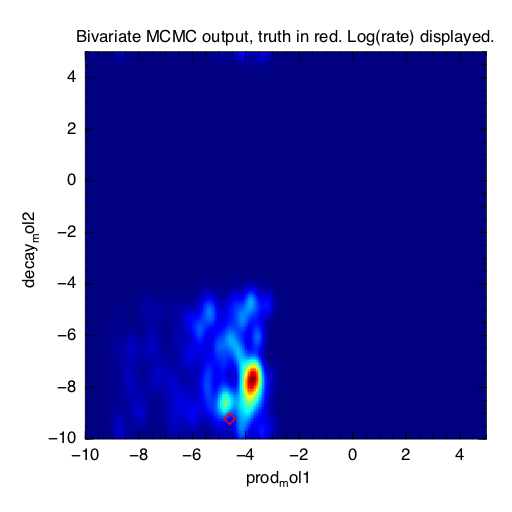 Bivariate MCMC output, truth in red. Log(rate) displayed.
4
2
0
−2
−4
−6
−8
−10
decay_mol2
−10 −8 −6 −4 −2 0 2 4
prod_mol1